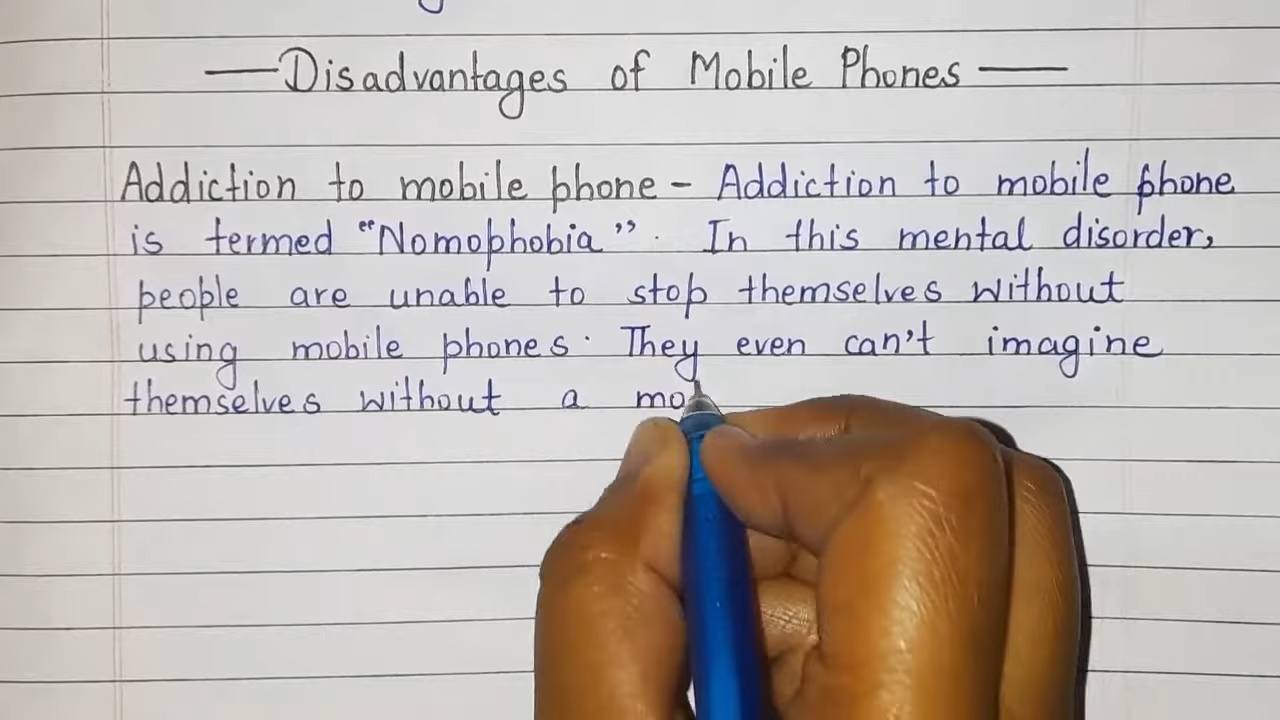 Disadvantages of Mobile Phones
Addiction to mobile phone - Addiction to mobile phone
is termed "Nomophobia". In this mental disorder,
people are unable to stop themselves without
using mobile phones. They even can't imagine
themselves without a mo